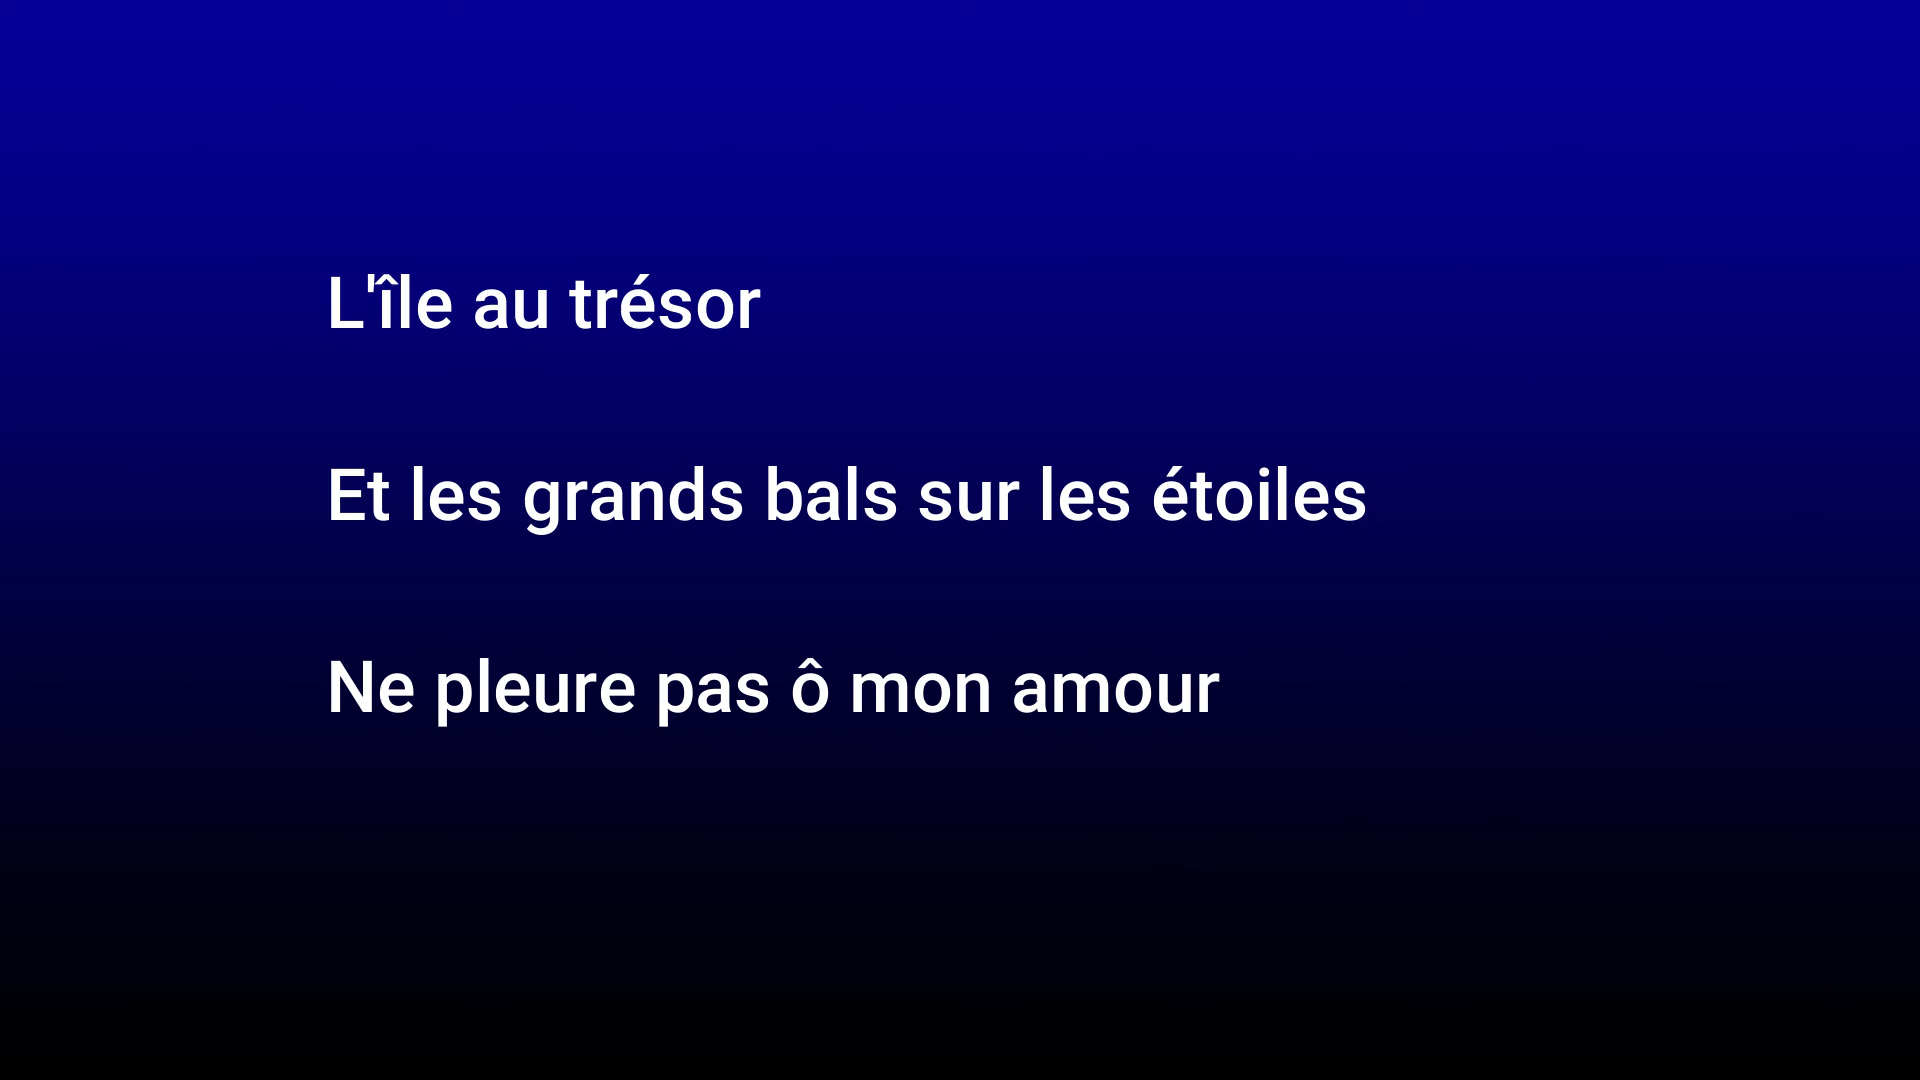 L'île au trésor
Et les grands bals sur les étoiles
Ne pleure pas ô mon amour